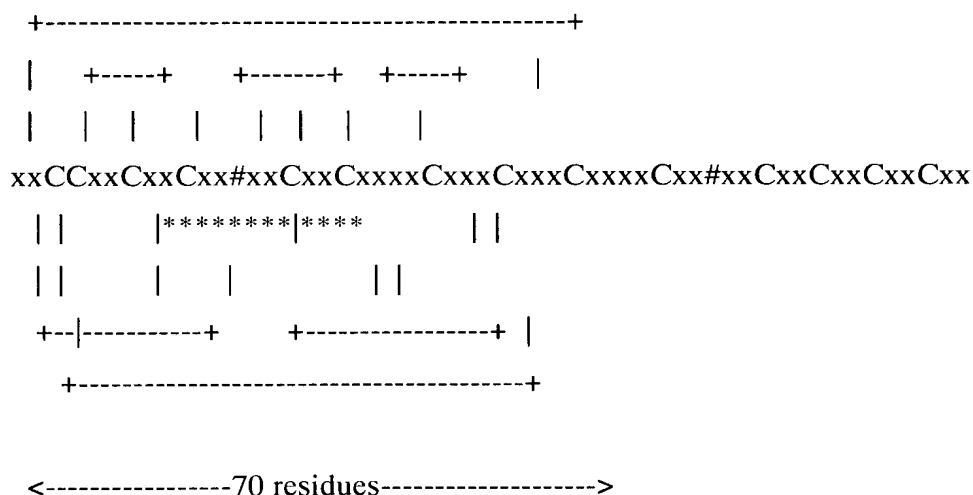 +-----------------------------------------------+
| +-----+ +-------+ +-----+ |
| | | | | | | |
xxCCxxCxxCxx#xxCxxCxxxxCxxxCxxxCxxxxCxx#xxCxxCxxCxxCxx
| | |********|**** | |
| | | | | |
+--|-----------+ +-----------------+ |
+----------------------------------------+
<----------------70 residues------------------->